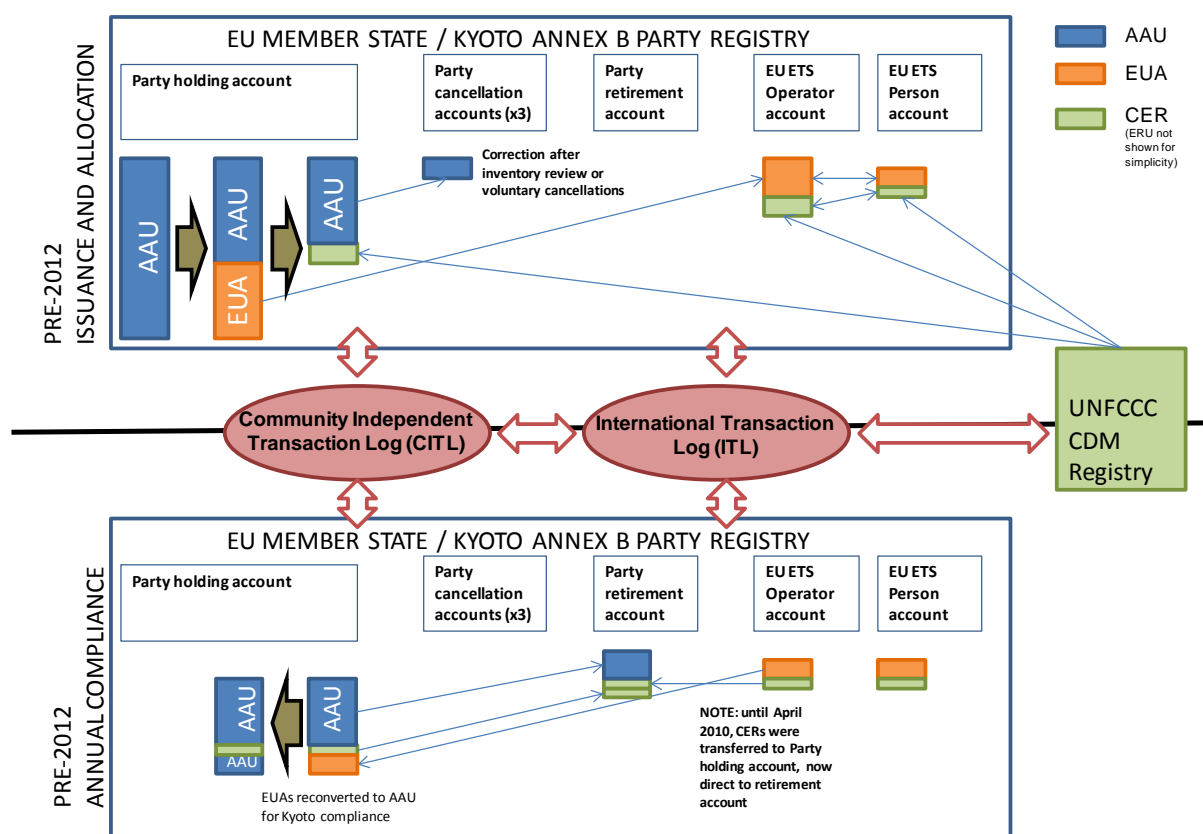 EU MEMBER STATE / KYOTO ANNEX B PARTY REGISTRY
PRE-2012
ISSUANCE AND ALLOCATION
Party holding account
Party
cancellation
accounts (x3)
Party
retirement
account
EU ETS
Operator
account
EU ETS
Person
account
AAU
EUA
CER
(ERU not
shown for
simplicity)
AAU
AAU
EUA
AAU
Correction after
inventory review or
voluntary cancellations
Community Independent
Transaction Log (CITL)
International Transaction
Log (ITL)
UNFCCC
CDM
Registry
EU MEMBER STATE / KYOTO ANNEX B PARTY REGISTRY
PRE-2012
ANNUAL COMPLIANCE
Party holding account
Party
cancellation
accounts (x3)
Party
retirement
account
EU ETS
Operator
account
EU ETS
Person
account
AAU
AAU
AAU
EUAs reconverted to AAU
for Kyoto compliance
NOTE: until April
2010, CERs were
transferred to Party
holding account, now
direct to retirement
account